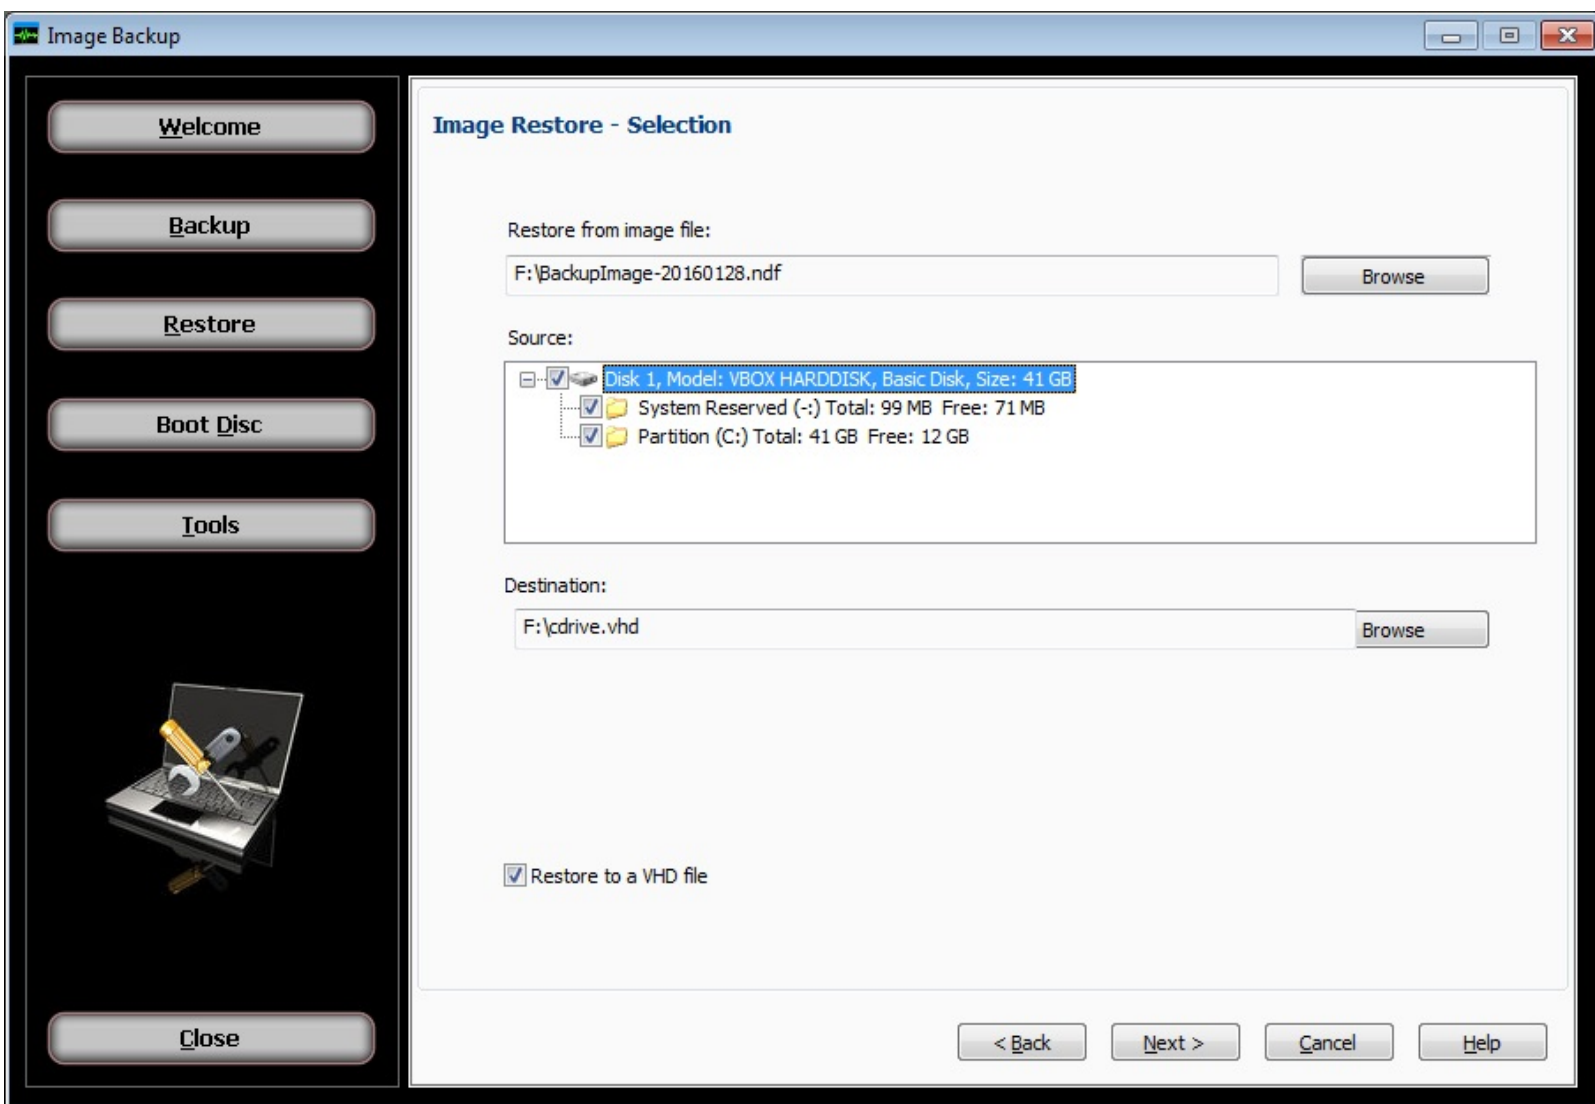 Image Backup
Welcome
Backup
Restore
Boot Disc
Tools
Close
Image Restore - Selection
Restore from image file:
F:\BackupImage-20160128.ndf
Browse
Source:
Disk 1, Model: VBOX HARDDISK, Basic Disk, Size: 41 GB
System Reserved (-:) Total: 99 MB Free: 71 MB
Partition (C:) Total: 41 GB Free: 12 GB
Destination:
F:\cdrive.vhd
Browse
Restore to a VHD file
< Back
Next >
Cancel
Help